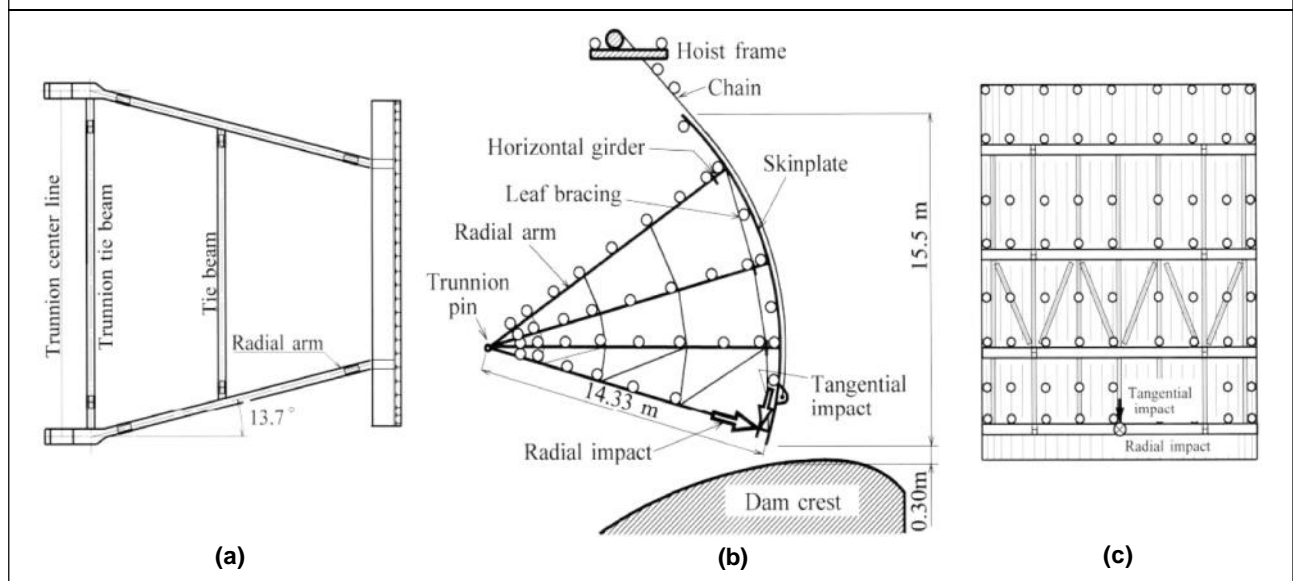 Trunnion center line
Trunnion tie beam
Tie beam
Radial arm
13.7°
(a)
Hoist frame
Chain
Horizontal girder
Skinplate
Leaf bracing
Radial arm
Trunnion
pin
15.5 m
14.33 m
Tangential
impact
Radial impact
Dam crest
0.30m
(b)
Tangential
impact
Radial impact
(c)